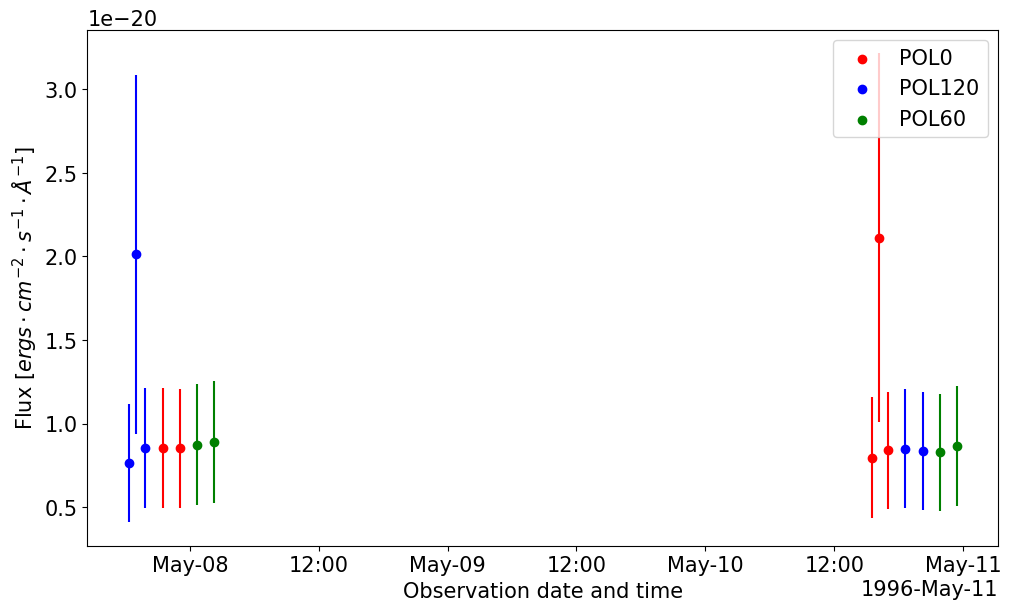 1e−20
3.0
2.5
2.0
1.5
1.0
0.5
Flux [ergs · cm⁻² · s⁻¹ · Å⁻¹]
POL0
POL120
POL60
May-08
12:00
May-09
12:00
May-10
12:00
May-11
1996-May-11
Observation date and time